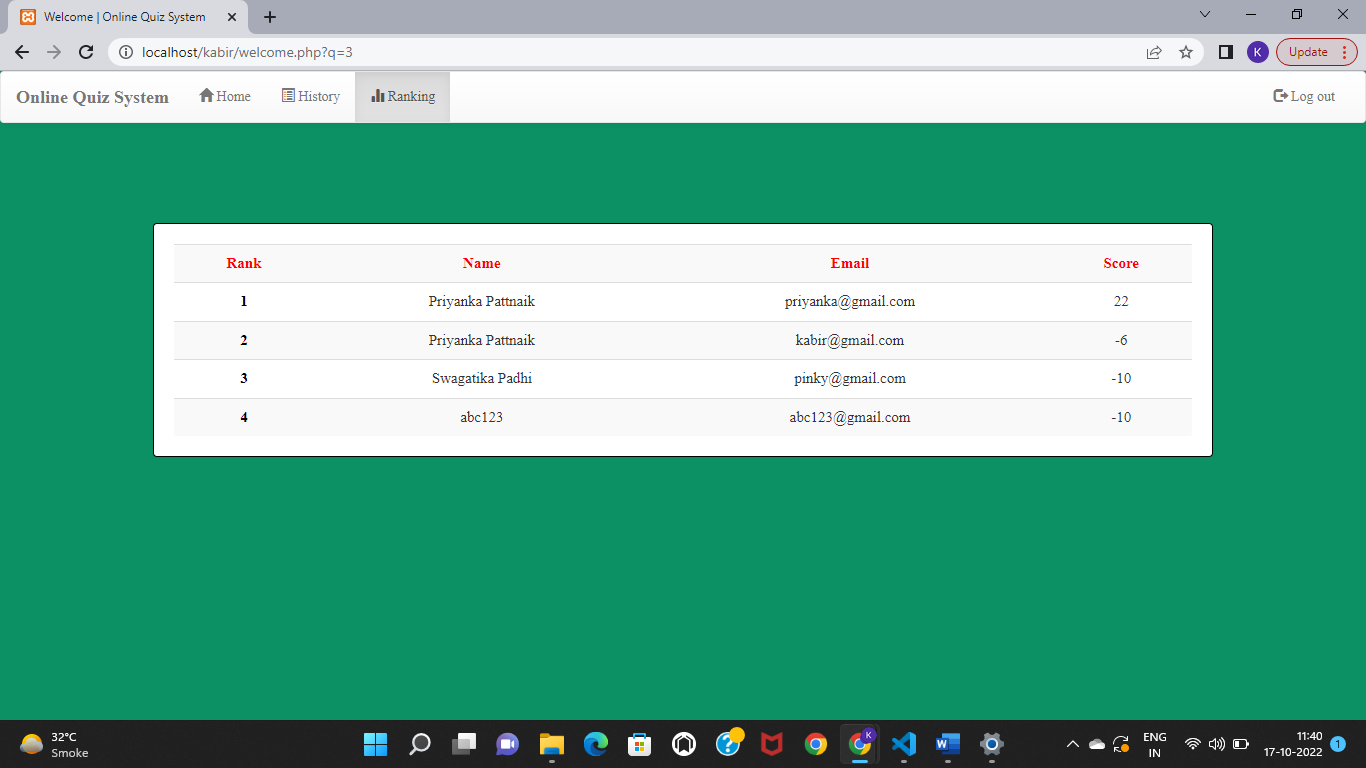 Welcome | Online Quiz System
localhost/kabir/welcome.php?q=3
K
Update
Online Quiz System Home History Ranking Log out
Rank Name Email Score
1 Priyanka Pattnaik priyanka@gmail.com 22
2 Priyanka Pattnaik kabir@gmail.com -6
3 Swagatika Padhi pinky@gmail.com -10
4 abc123 abc123@gmail.com -10
32°C
Smoke
K
W
ENG
IN
11:40
17-10-2022
1